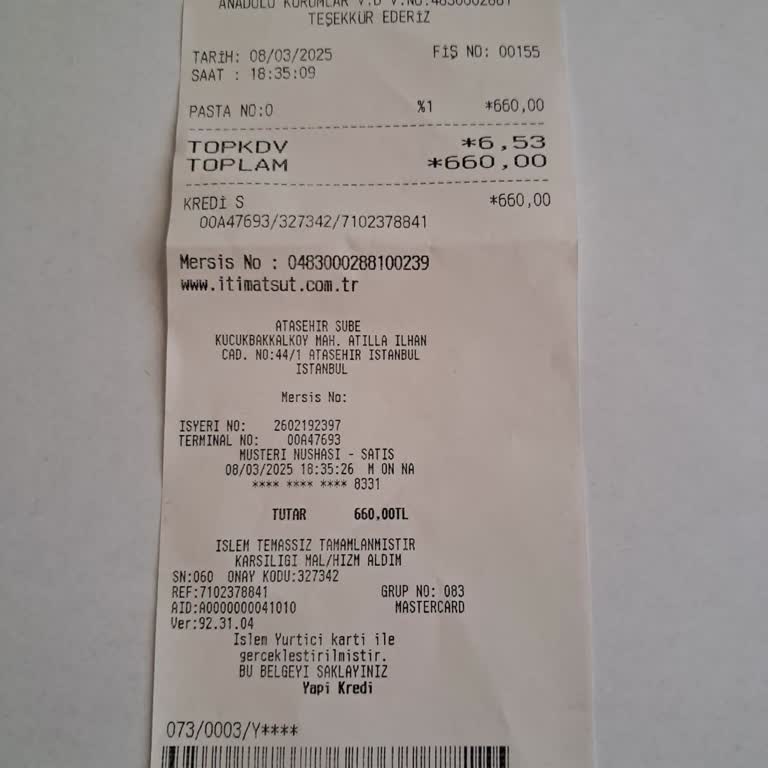 ANADOLU KURUMLAR V.D V.NO:4830002881
TEŞEKKÜR EDERİZ
TARİH: 08/03/2025 FİŞ NO: 00155
SAAT : 18:35:09
PASTA NO:0 %1 *660,00
TOPKDV *6,53
TOPLAM *660,00
KREDİ S *660,00
00A47693/327342/7102378841
Mersis No : 0483000288100239
www.itimatsut.com.tr
ATASEHIR SUBE
KUCUKBAKKALKOY MAH. ATILLA ILHAN
CAD. NO:44/1 ATASEHIR ISTANBUL
ISTANBUL
Mersis No:
ISYERI NO: 2602192397
TERMINAL NO: 00A47693
MUSTERI NUSHASI - SATIS
08/03/2025 18:35:26 M ON NA
**** **** **** 8331
TUTAR 660,00TL
ISLEM TEMASSIZ TAMAMLANMISTIR
KARSILIGI MAL/HIZM ALDIM
SN:060 ONAY KODU:327342
REF:7102378841 GRUP NO: 083
AID:A0000000041010 MASTERCARD
Ver:92.31.04
Islem Yurtici karti ile
gerceklestirilmistir.
BU BELGEYI SAKLAYINIZ
Yapi Kredi
073/0003/Y****